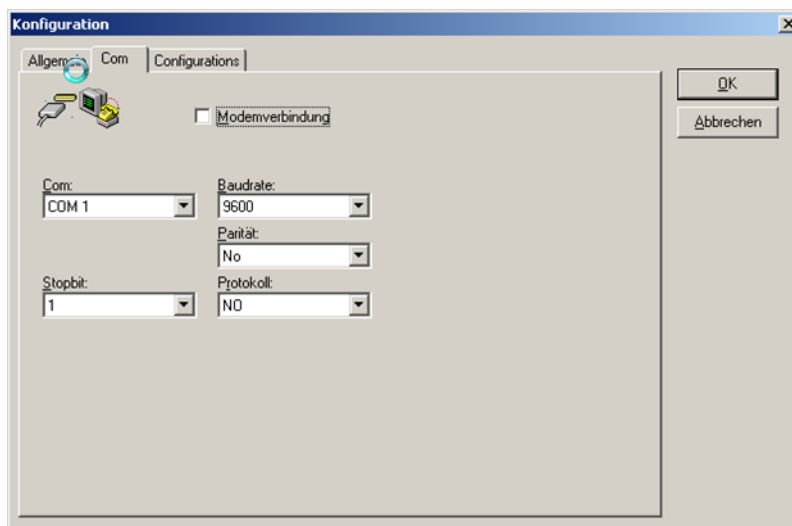 Konfiguration
Com Configurations
OK
Modemverbindung
Abbrechen
Com: Baudrate:
COM 1 9600
Parität:
No
Stopbit: Protokoll:
1 NO